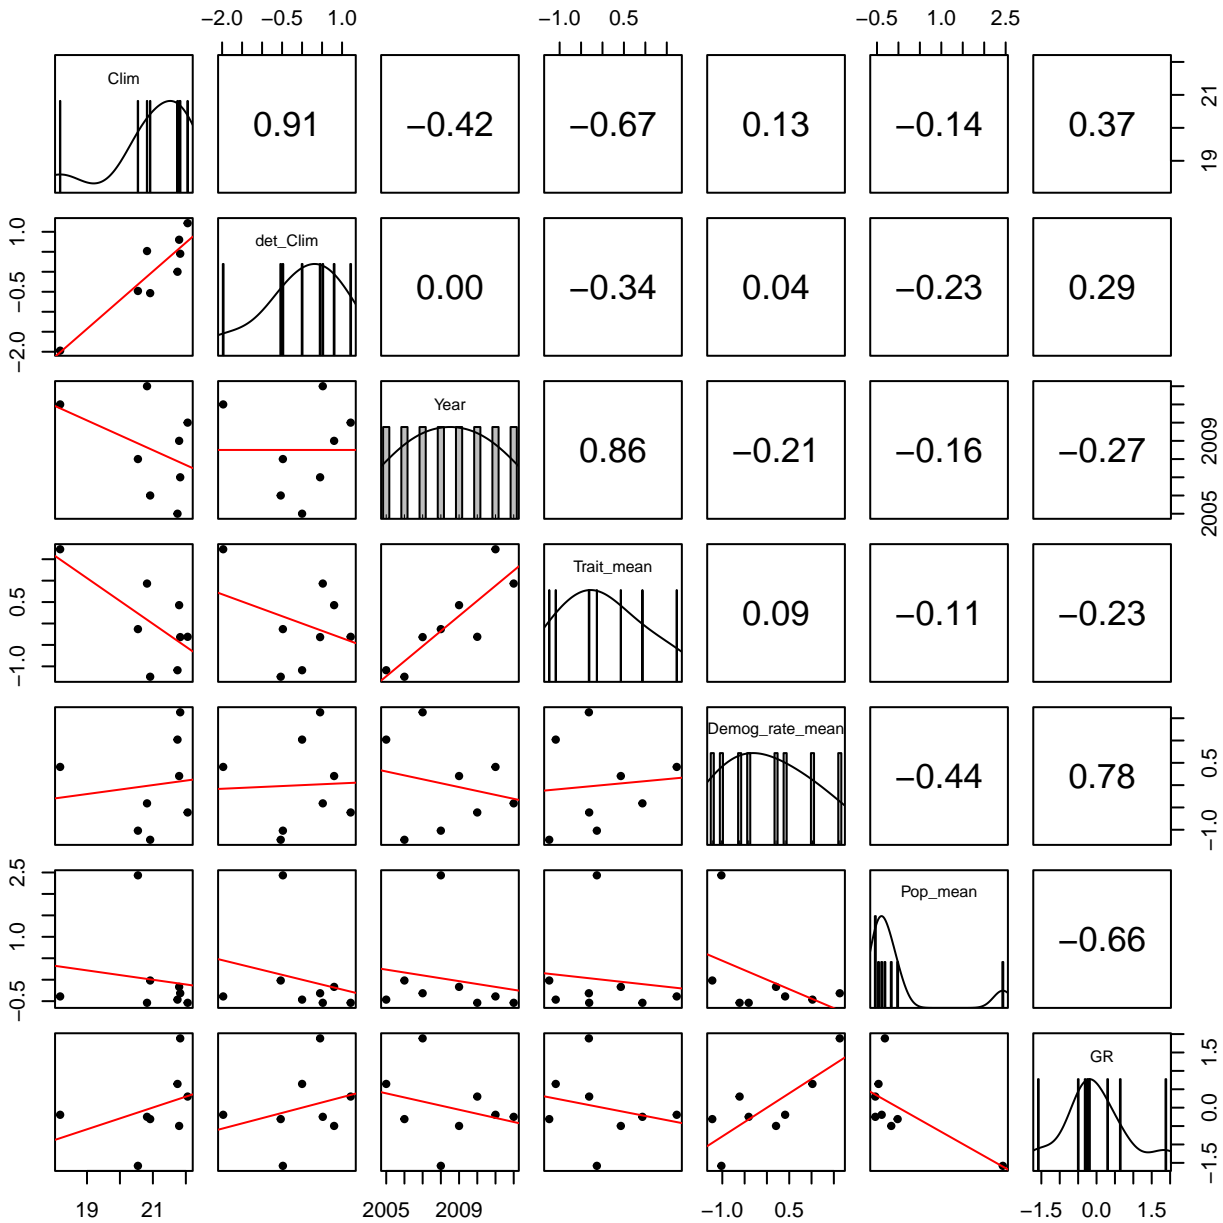 −2.0 −0.5 1.0 −1.0 0.5 −0.5 1.0 2.5
Clim 0.91 −0.42 −0.67 0.13 −0.14 0.37 19 21
−2.0 −0.5 1.0 det_Clim 0.00 −0.34 0.04 −0.23 0.29
Year 0.86 −0.21 −0.16 −0.27 2005 2009
−1.0 0.5 Trait_mean 0.09 −0.11 −0.23
Demog_rate_mean −0.44 0.78 −1.0 0.5
−0.5 1.0 2.5 Pop_mean −0.66
GR −1.5 0.0 1.5
19 21 2005 2009 −1.0 0.5 −1.5 0.0 1.5